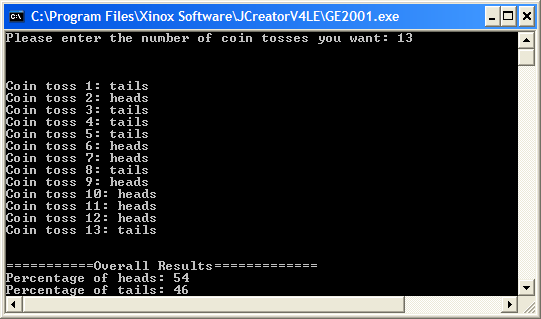 C:\Program Files\Xinox Software\JCreatorV4LE\GE2001.exe
Please enter the number of coin tosses you want: 13
Coin toss 1: tails
Coin toss 2: heads
Coin toss 3: tails
Coin toss 4: tails
Coin toss 5: tails
Coin toss 6: heads
Coin toss 7: heads
Coin toss 8: tails
Coin toss 9: heads
Coin toss 10: heads
Coin toss 11: heads
Coin toss 12: heads
Coin toss 13: tails
===========Overall Results=============
Percentage of heads: 54
Percentage of tails: 46